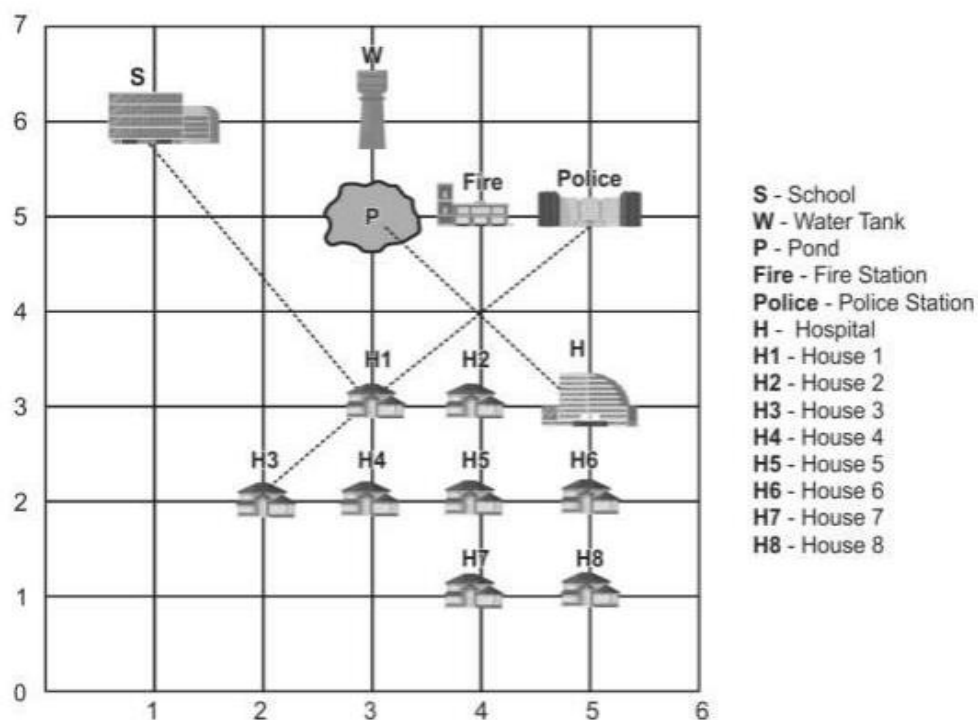 7
W
S
6
Fire
Police
5
P
4
H1
H2
H
3
H3
H4
H5
H6
2
H7
H8
1
0
1
2
3
4
5
6
S - School
W - Water Tank
P - Pond
Fire - Fire Station
Police - Police Station
H - Hospital
H1 - House 1
H2 - House 2
H3 - House 3
H4 - House 4
H5 - House 5
H6 - House 6
H7 - House 7
H8 - House 8